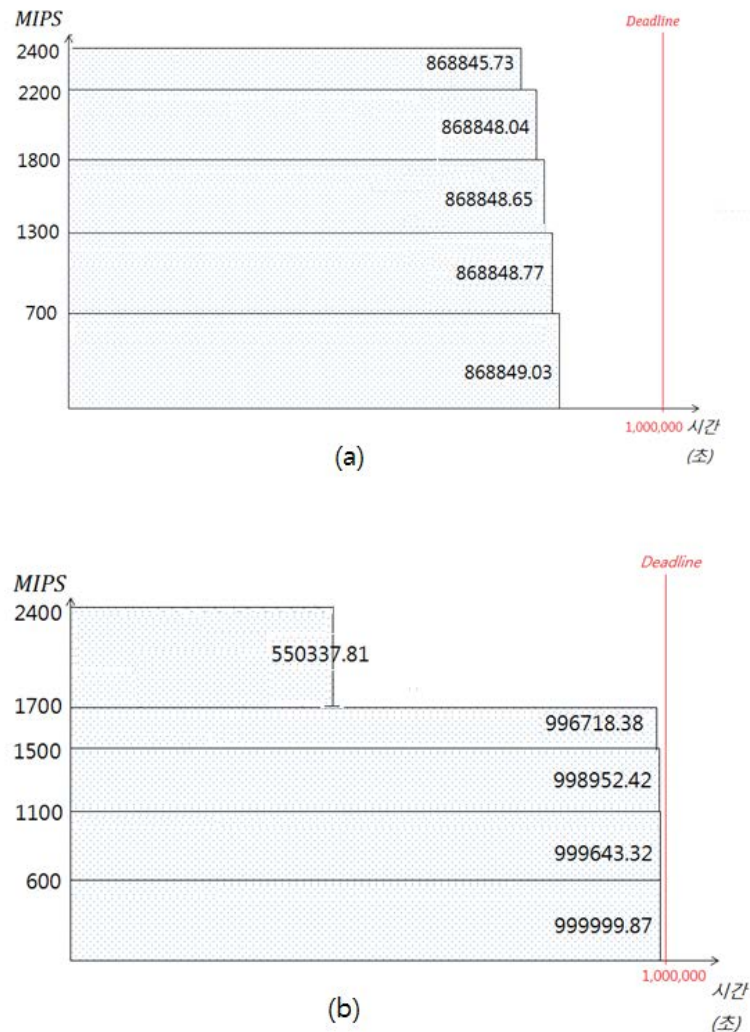 MIPS
Deadline
2400
868845.73
2200
868848.04
1800
868848.65
1300
868848.77
700
868849.03
1,000,000 시간
(초)
(a)
Deadline
MIPS
2400
550337.81
1700
996718.38
1500
998952.42
1100
999643.32
600
999999.87
1,000,000
시간
(초)
(b)